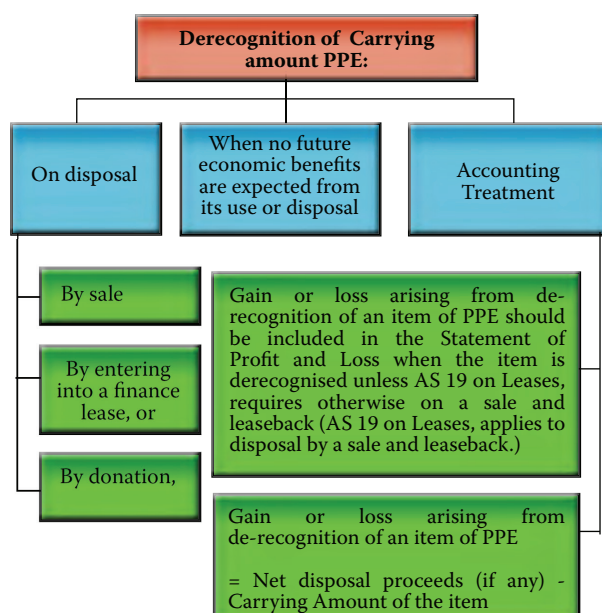 Derecognition of Carrying
amount PPE:
On disposal
When no future
economic benefits
are expected from
its use or disposal
Accounting
Treatment
By sale
By entering
into a finance
lease, or
By donation,
Gain or loss arising from de-
recognition of an item of PPE should
be included in the Statement of
Profit and Loss when the item is
derecognised unless AS 19 on Leases,
requires otherwise on a sale and
leaseback (AS 19 on Leases, applies to
disposal by a sale and leaseback.)
Gain or loss arising from
de-recognition of an item of PPE
= Net disposal proceeds (if any) -
Carrying Amount of the item